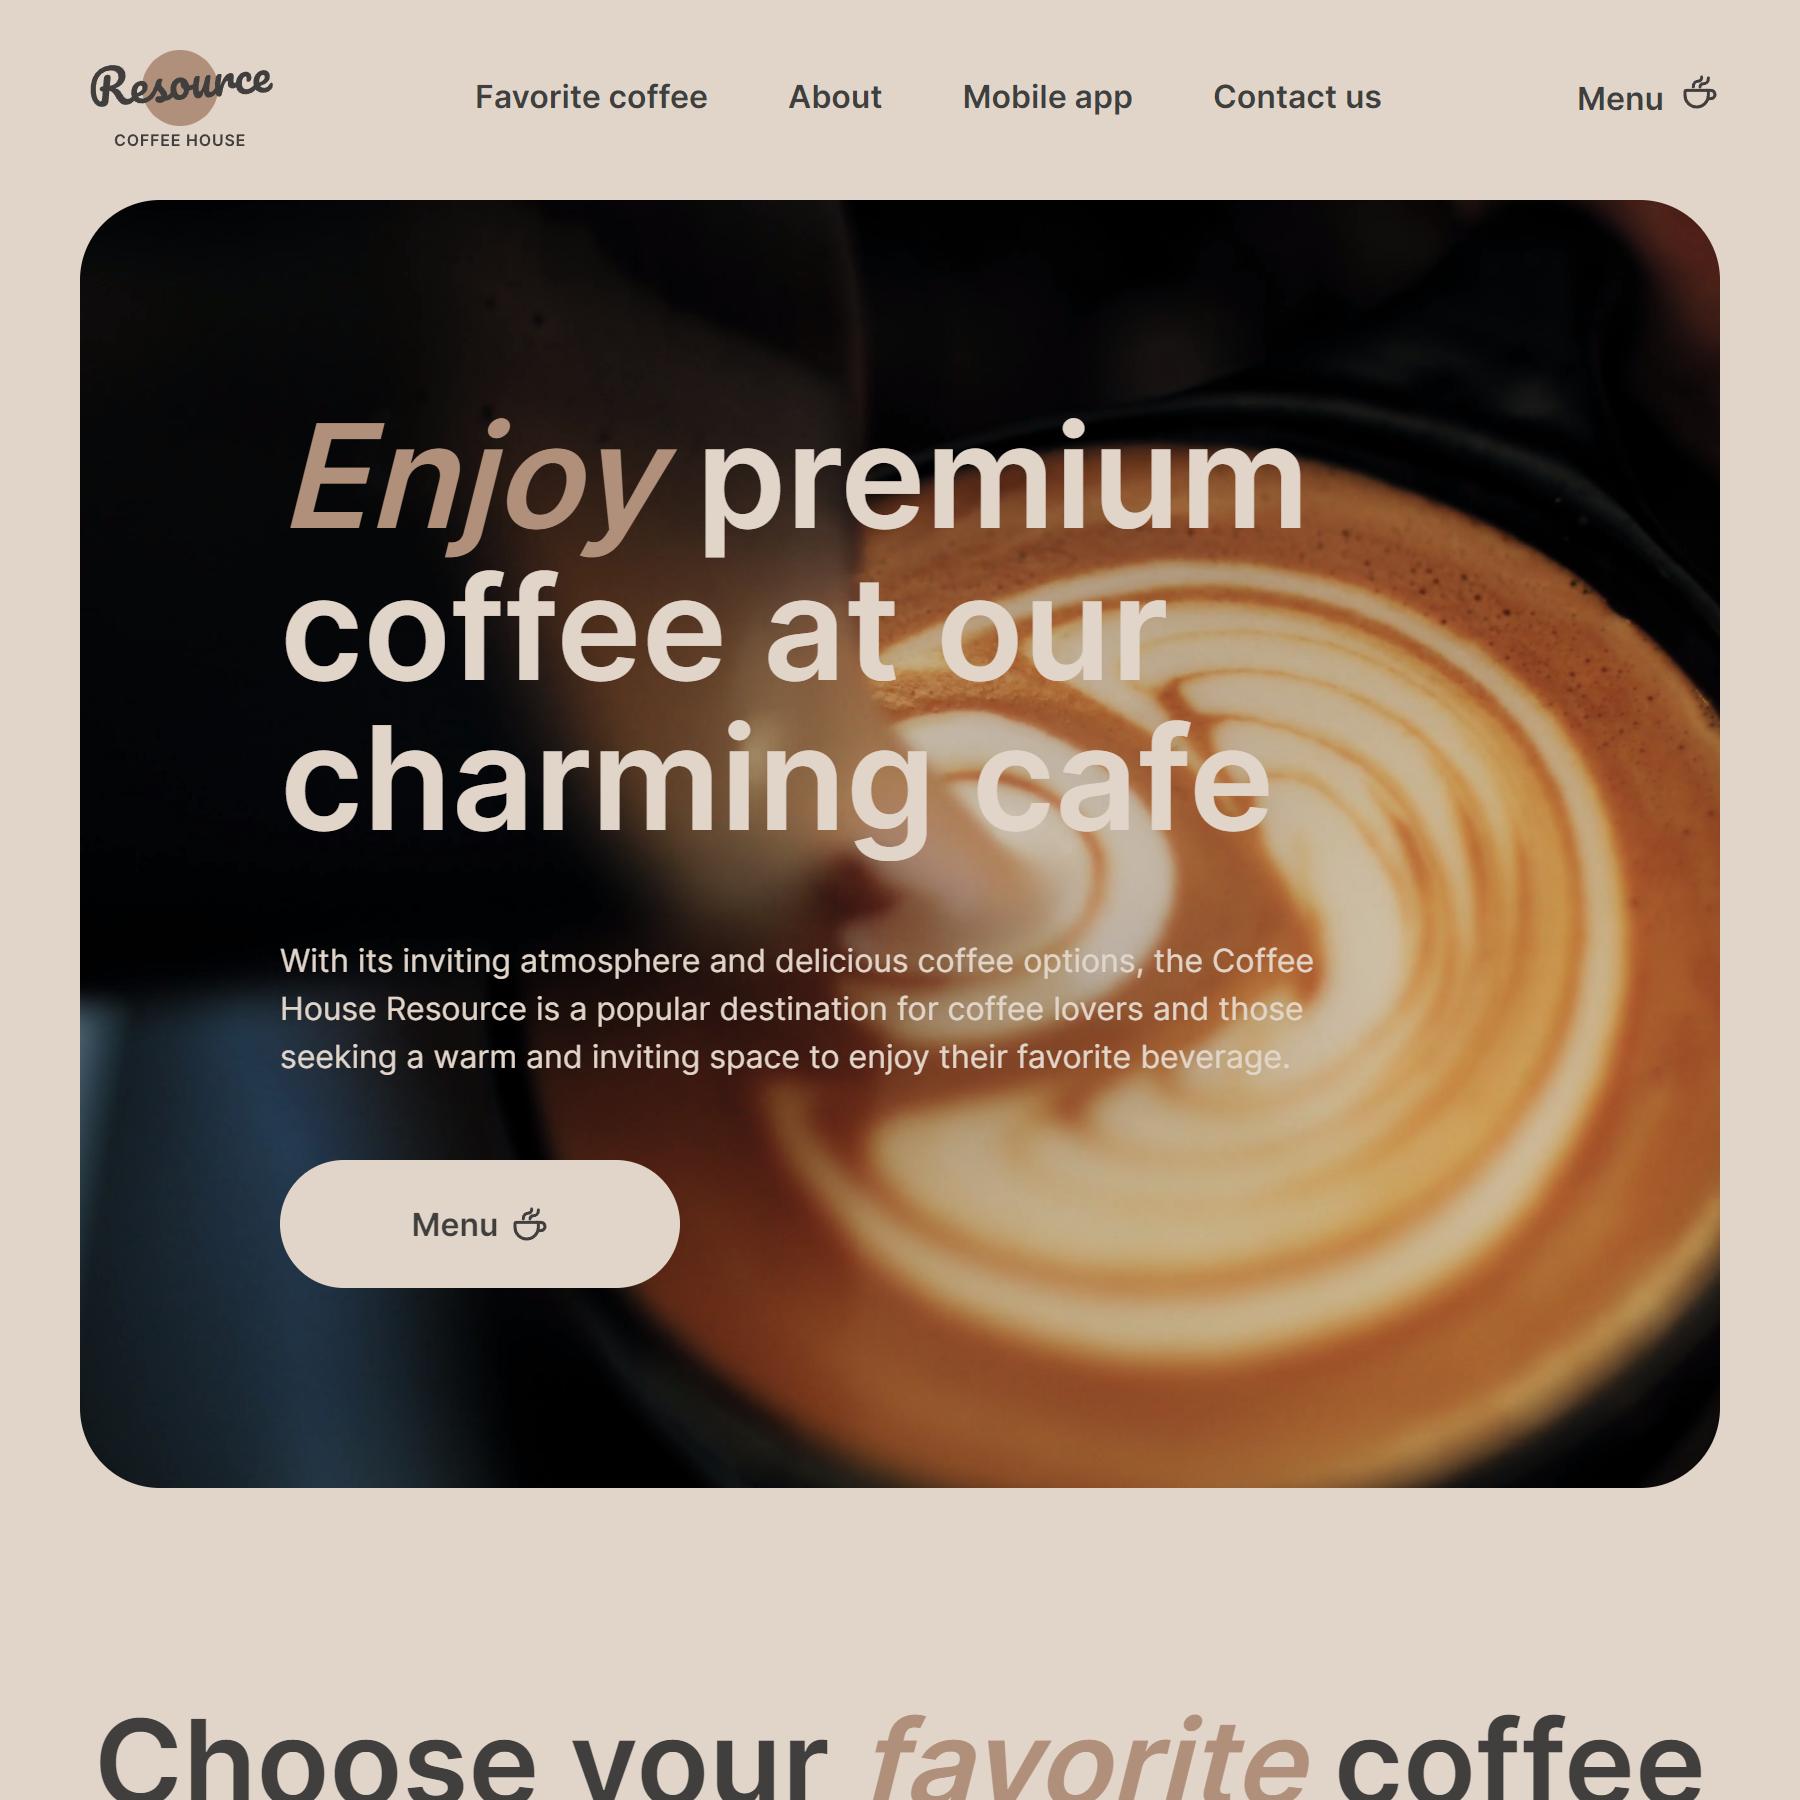 Resource
COFFEE HOUSE
Favorite coffee
About
Mobile app
Contact us
Menu
Enjoy premium
coffee at our
charming cafe
With its inviting atmosphere and delicious coffee options, the Coffee
House Resource is a popular destination for coffee lovers and those
seeking a warm and inviting space to enjoy their favorite beverage.
Menu
Choose your favorite coffee